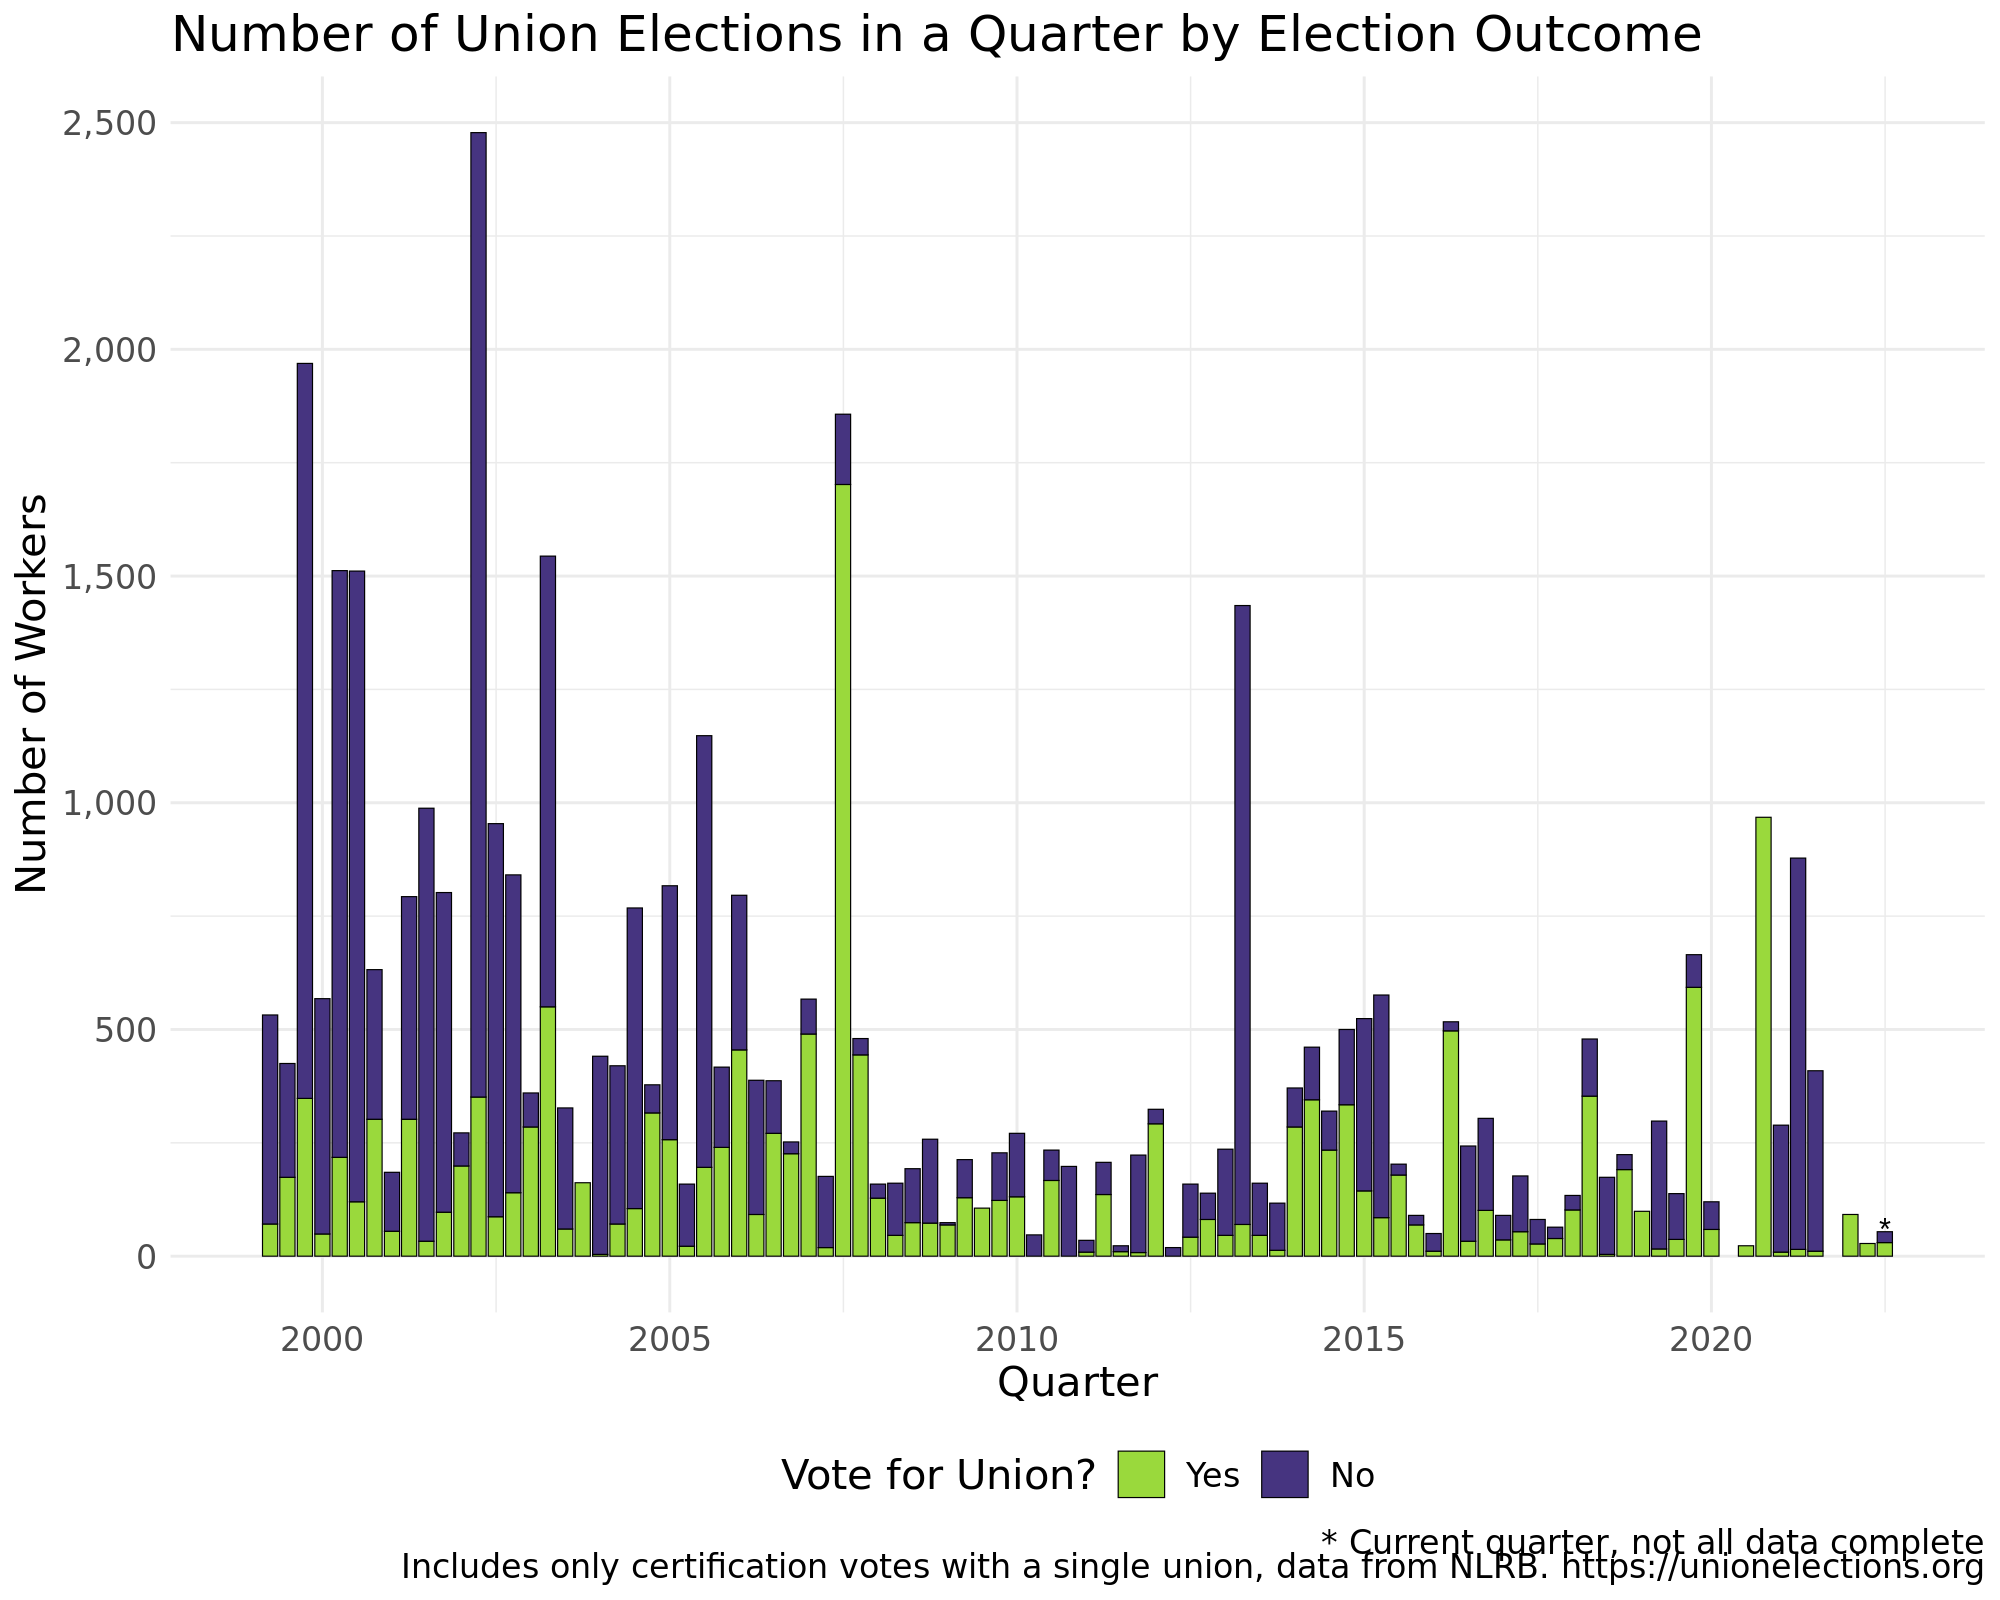 Number of Union Elections in a Quarter by Election Outcome
2,500
2,000
1,500
1,000
500
0
Number of Workers
*
2000 2005 2010 2015 2020
Quarter
Vote for Union? Yes No
* Current quarter, not all data complete
Includes only certification votes with a single union, data from NLRB. https://unionelections.org